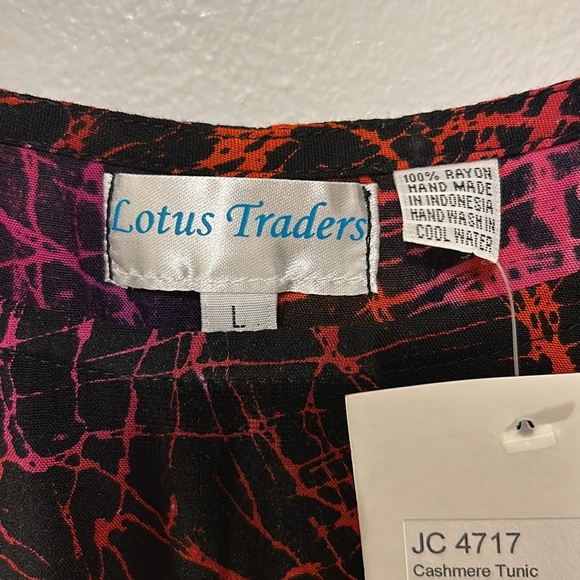 Lotus Traders
L
100% RAYON
HAND MADE
IN INDONESIA
HAND WASH IN
COOL WATER
JC 4717
Cashmere Tunic